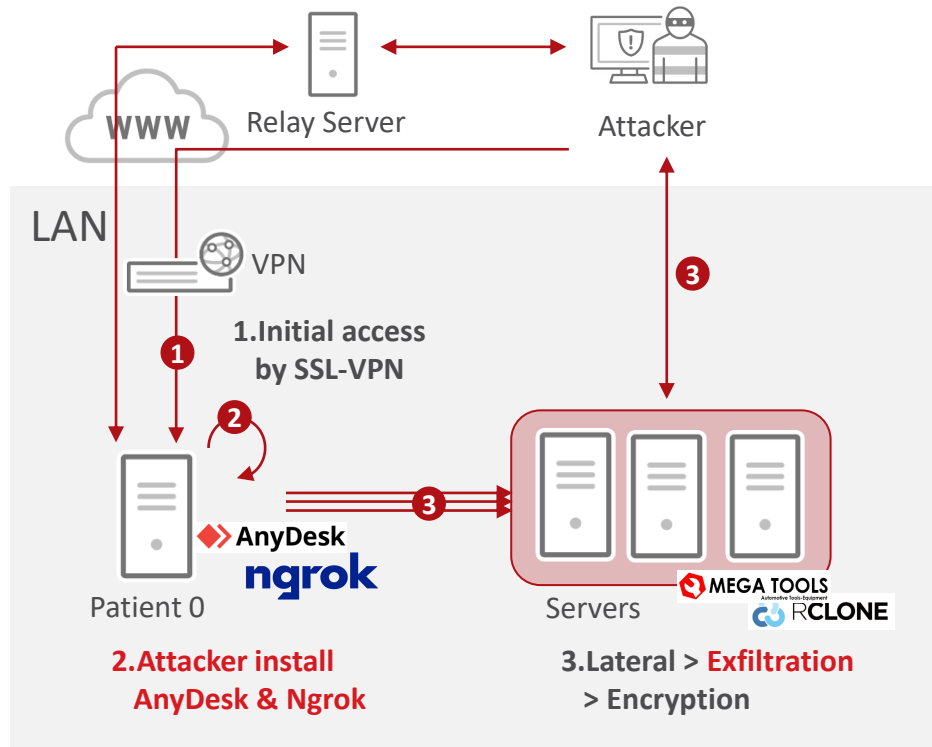 WWW
Relay Server
Attacker
LAN
VPN
3
1.Initial access
by SSL-VPN
1
2
3
AnyDesk
ngrok
Patient 0
Servers
MEGA TOOLS
Automotive Tools-Equipment
RCLONE
2.Attacker install
AnyDesk & Ngrok
3.Lateral > Exfiltration
> Encryption